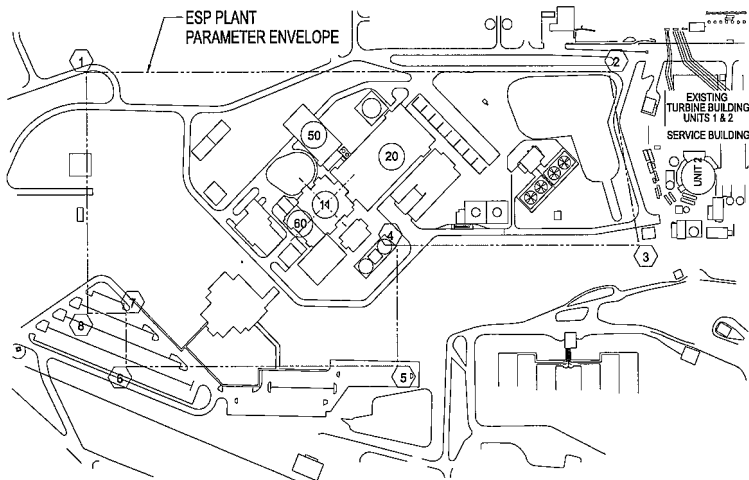 ESP PLANT
PARAMETER ENVELOPE
1
2
EXISTING
TURBINE BUILDING
UNITS 1 & 2
SERVICE BUILDING
50
20
UNIT 2
11
60
4
3
7
8
6
5